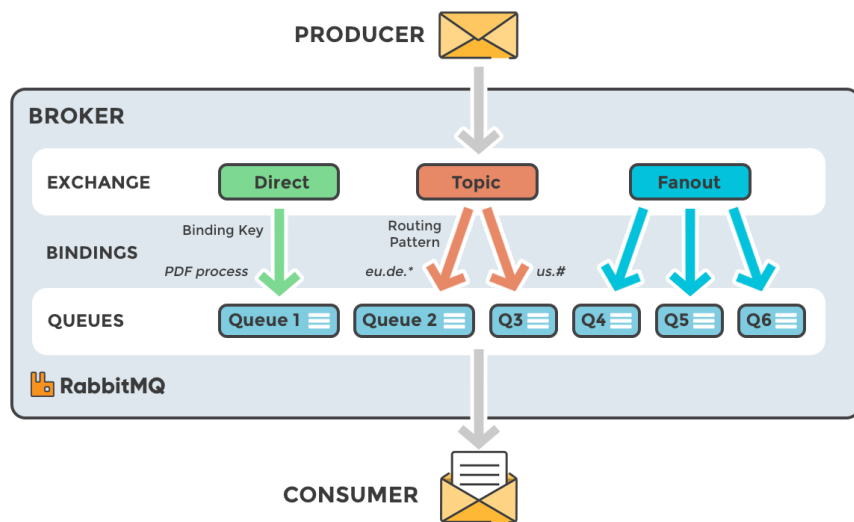 PRODUCER
BROKER
EXCHANGE
Direct
Topic
Fanout
Binding Key
Routing
Pattern
BINDINGS
PDF process
eu.de.*
us.#
QUEUES
Queue 1
Queue 2
Q3
Q4
Q5
Q6
RabbitMQ
CONSUMER